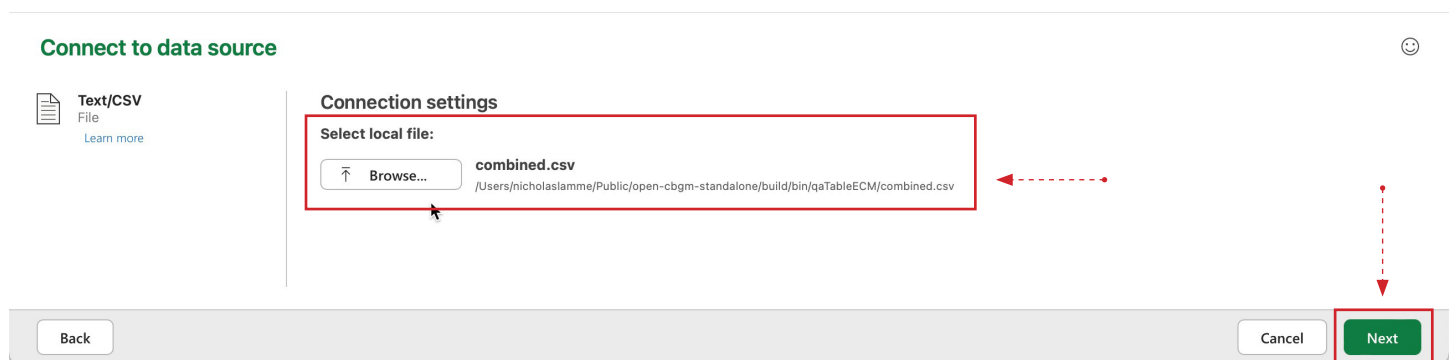 Connect to data source
Text/CSV
File
Learn more
Connection settings
Select local file:
Browse...
combined.csv
/Users/nicholaslamme/Public/open-cbgm-standalone/build/bin/qaTableECM/combined.csv
Back
Cancel
Next